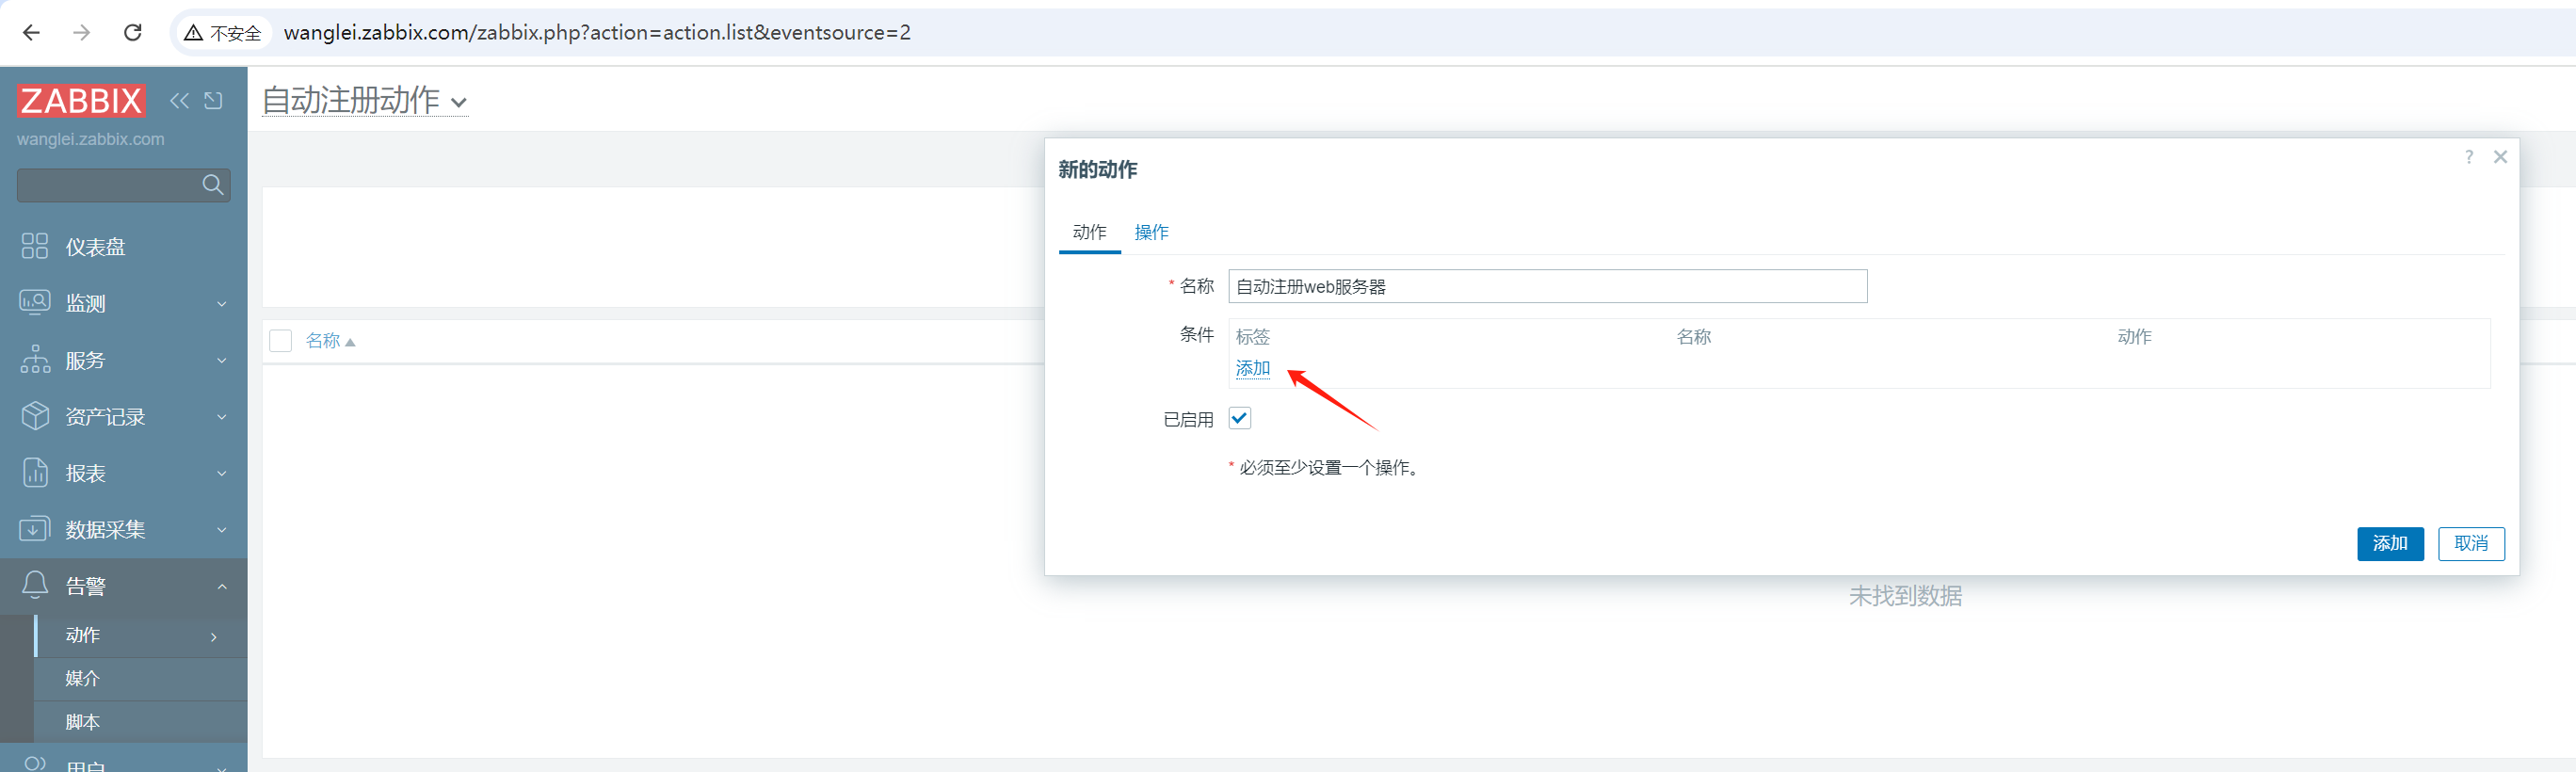 不安全 wanglei.zabbix.com/zabbix.php?action=action.list&eventsource=2
ZABBIX
wanglei.zabbix.com
仪表盘
监测
服务
资产记录
报表
数据采集
告警
动作
媒介
脚本
用户
自动注册动作
名称
未找到数据
新的动作
?
动作 操作
* 名称 自动注册web服务器
条件 标签 名称 动作
添加
已启用
* 必须至少设置一个操作。
添加 取消